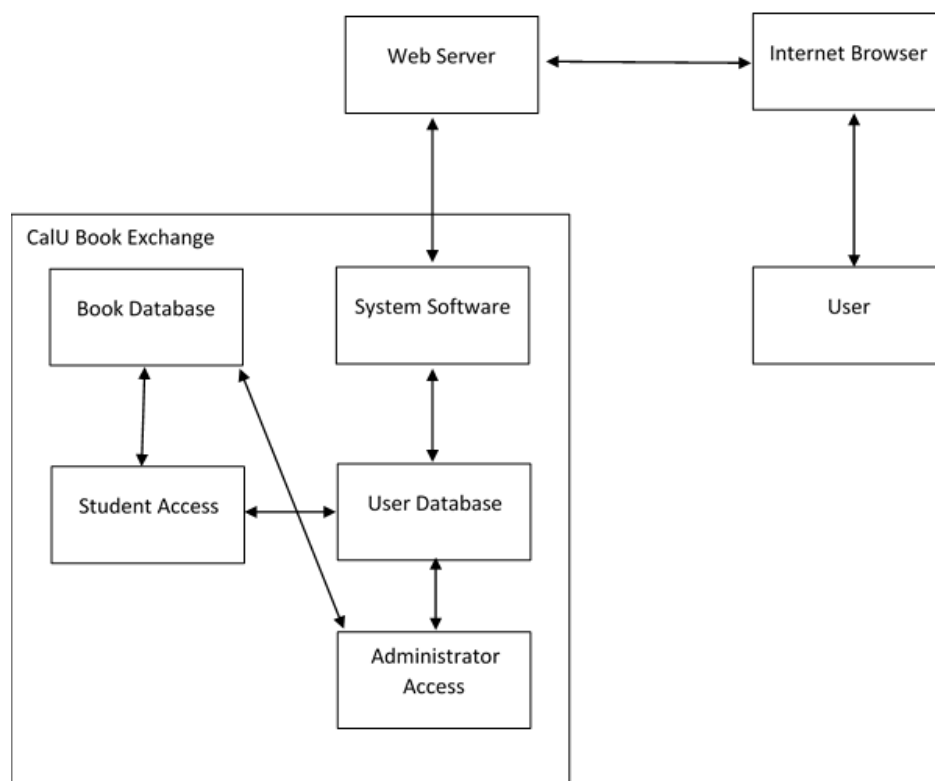 Web Server
Internet Browser
CalU Book Exchange
Book Database
System Software
User
Student Access
User Database
Administrator
Access